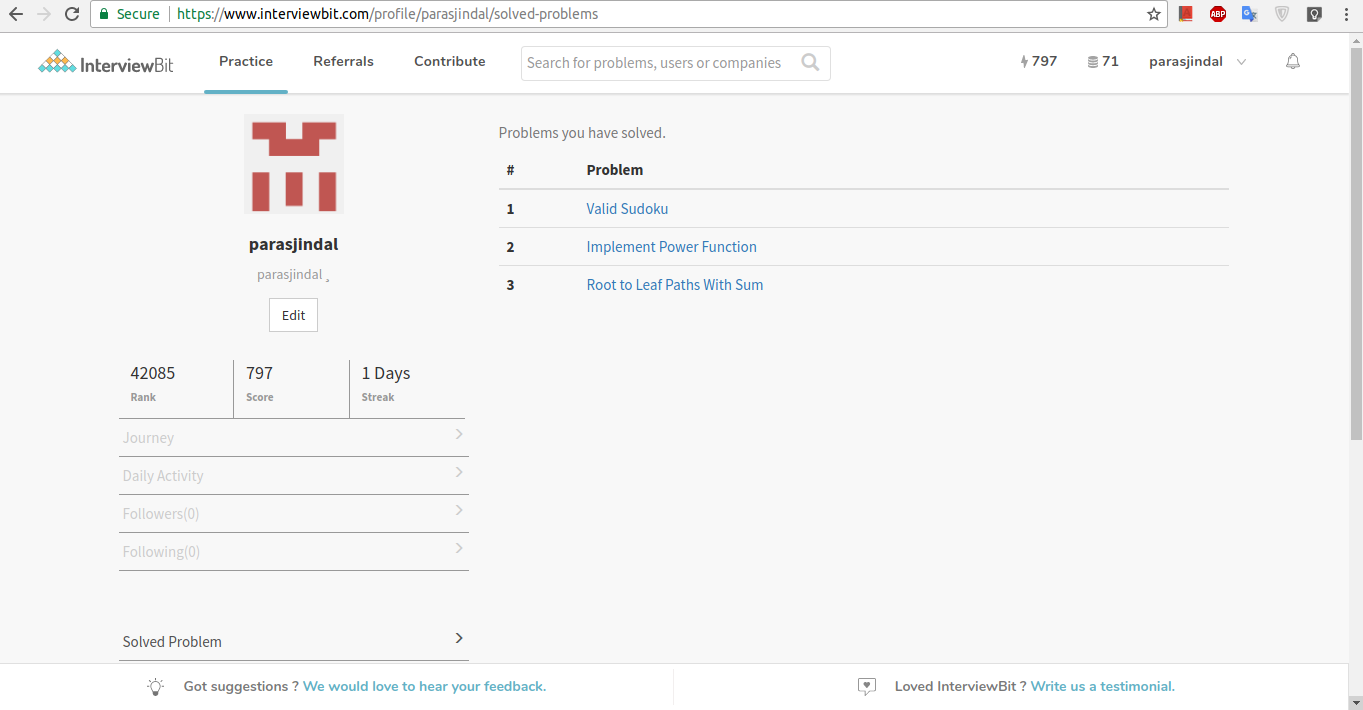 Secure https://www.interviewbit.com/profile/parasjindal/solved-problems
ABP
InterviewBit Practice Referrals Contribute Search for problems, users or companies 797 71 parasjindal
Problems you have solved.
# Problem
1 Valid Sudoku
2 Implement Power Function
3 Root to Leaf Paths With Sum
parasjindal
parasjindal ,
Edit
42085 797 1 Days
Rank Score Streak
Journey
Daily Activity
Followers(0)
Following(0)
Solved Problem
Got suggestions ? We would love to hear your feedback. Loved InterviewBit ? Write us a testimonial.